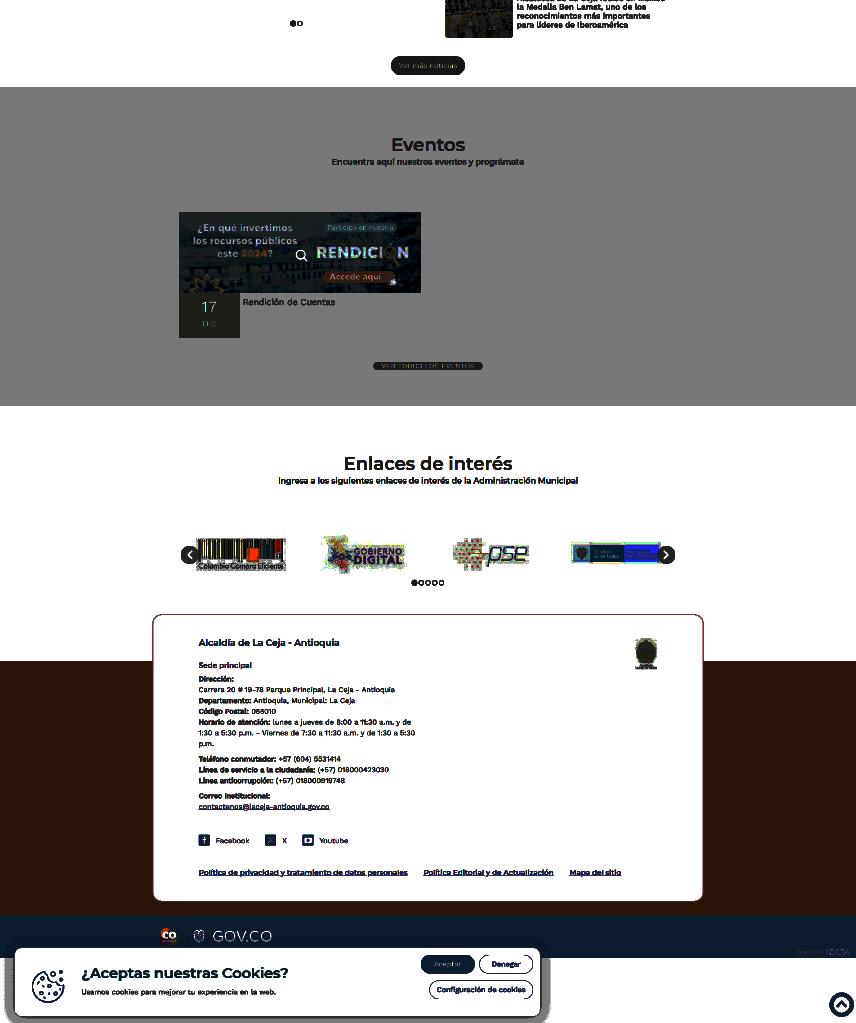 la Medalla Ben Lamat, uno de los
reconocimientos más importantes
para líderes de Iberoamérica
Ver más noticias
Eventos
Encuentra aquí nuestros eventos y prográmate
¿En qué invertimos
los recursos públicos
este 2024?
Participa en nuestra
RENDICIÓN
Accede aquí
17
Dic
Rendición de Cuentas
VER TODOS LOS EVENTOS
Enlaces de interés
Ingresa a los siguientes enlaces de interés de la Administración Municipal
Colombia Compra Eficiente
GOBIERNO
DIGITAL
pse
Alcaldía de La Ceja - Antioquia
Sede principal
Dirección:
Carrera 20 # 19-78 Parque Principal, La Ceja - Antioquia
Departamento: Antioquia, Municipal: La Ceja
Código Postal: 055010
Horario de atención: lunes a jueves de 8:00 a 11:30 a.m. y de
1:30 a 5:30 p.m. - Viernes de 7:30 a 11:30 a.m. y de 1:30 a 5:30
p.m.
Teléfono conmutador: +57 (604) 5531414
Línea de servicio a la ciudadanía: (+57) 018000423030
Línea anticorrupción: (+57) 018000919748
Correo institucional:
contactenos@laceja-antioquia.gov.co
Facebook
X
Youtube
Política de privacidad y tratamiento de datos personales
Política Editorial y de Actualización
Mapa del sitio
CO
GOV.CO
¿Aceptas nuestras Cookies?
Usamos cookies para mejorar tu experiencia en la web.
Aceptar
Denegar
Configuración de cookies